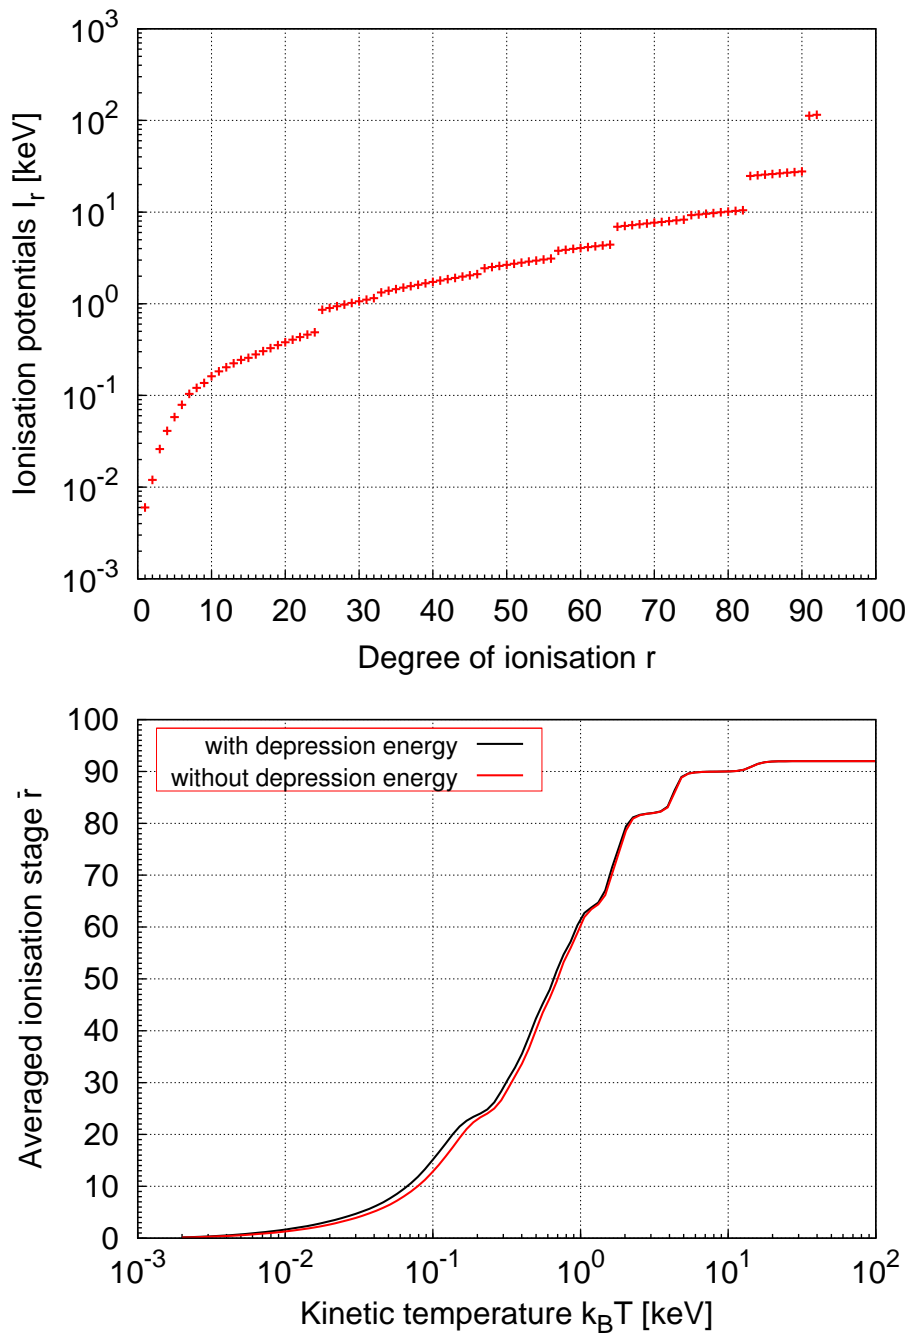 10^3
10^2
10^1
10^0
10^-1
10^-2
10^-3
Ionisation potentials I_r [keV]
0 10 20 30 40 50 60 70 80 90 100
Degree of ionisation r
100
90
80
70
60
50
40
30
20
10
0
with depression energy
without depression energy
Averaged ionisation stage r̄
10^-3 10^-2 10^-1 10^0 10^1 10^2
Kinetic temperature k_BT [keV]